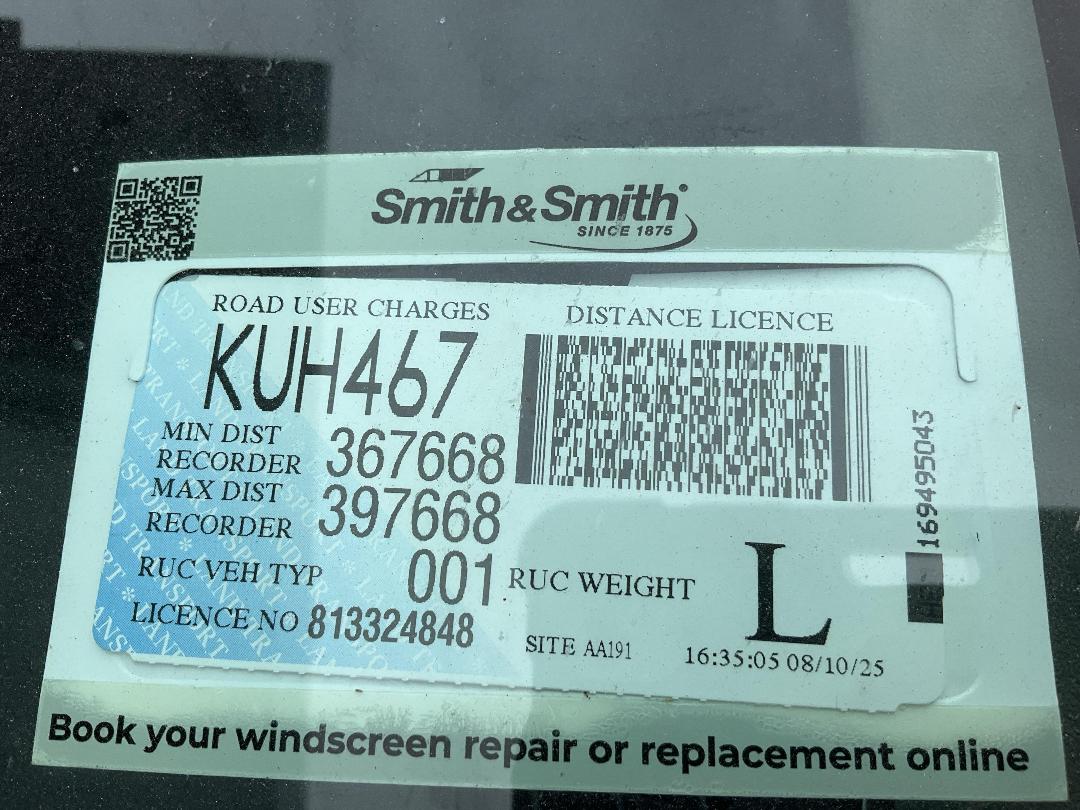 Smith&Smith
SINCE 1875
ROAD USER CHARGES
DISTANCE LICENCE
KUH467
MIN DIST
RECORDER 367668
MAX DIST
RECORDER 397668
RUC VEH TYP 001
RUC WEIGHT L
LICENCE NO 813324848
SITE AA191
16:35:05 08/10/25
169495043
Book your windscreen repair or replacement online